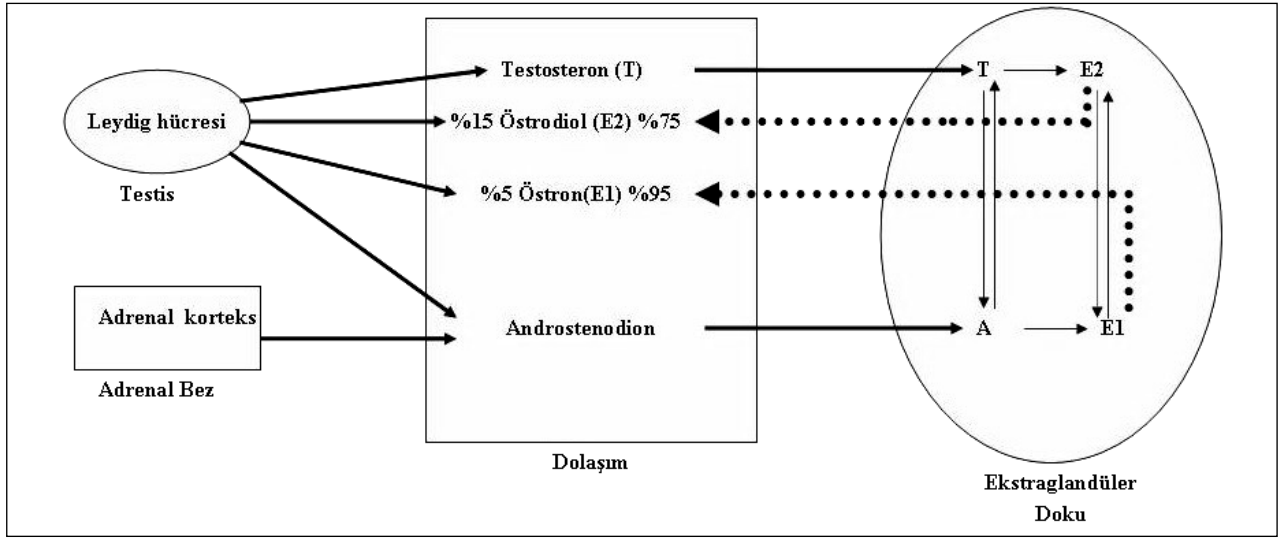 Testosteron (T)
T
E2
Leydig hücresi
%15 Östrodiol (E2) %75
Testis
%5 Östron(E1) %95
Adrenal korteks
Androstenodion
A
E1
Adrenal Bez
Dolaşım
Ekstraglandüler
Doku